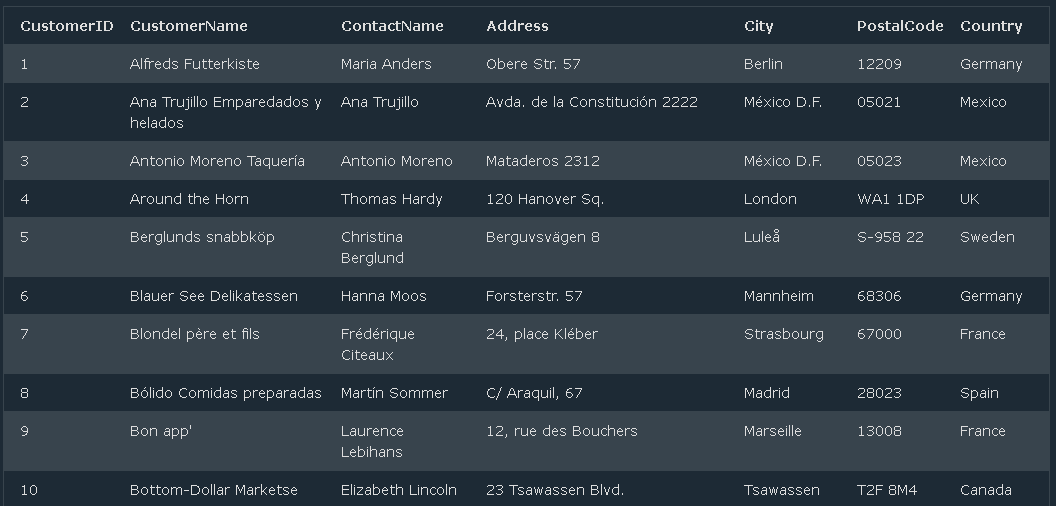 CustomerID CustomerName ContactName Address City PostalCode Country
1 Alfreds Futterkiste Maria Anders Obere Str. 57 Berlin 12209 Germany
2 Ana Trujillo Emparedados y Ana Trujillo Avda. de la Constitución 2222 México D.F. 05021 Mexico
helados
3 Antonio Moreno Taquería Antonio Moreno Mataderos 2312 México D.F. 05023 Mexico
4 Around the Horn Thomas Hardy 120 Hanover Sq. London WA1 1DP UK
5 Berglunds snabbköp Christina Berguvsvägen 8 Luleå S-958 22 Sweden
Berglund
6 Blauer See Delikatessen Hanna Moos Forsterstr. 57 Mannheim 68306 Germany
7 Blondel père et fils Frédérique 24, place Kléber Strasbourg 67000 France
Citeaux
8 Bólido Comidas preparadas Martín Sommer C/ Araquil, 67 Madrid 28023 Spain
9 Bon app' Laurence 12, rue des Bouchers Marseille 13008 France
Lebihans
10 Bottom-Dollar Marketse Elizabeth Lincoln 23 Tsawassen Blvd. Tsawassen T2F 8M4 Canada